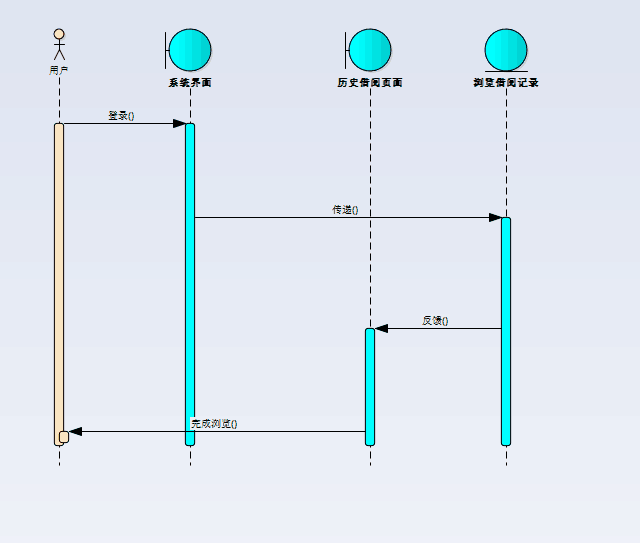 用户
系统界面
历史借阅页面
浏览借阅记录
登录()
传递()
反馈()
完成浏览()